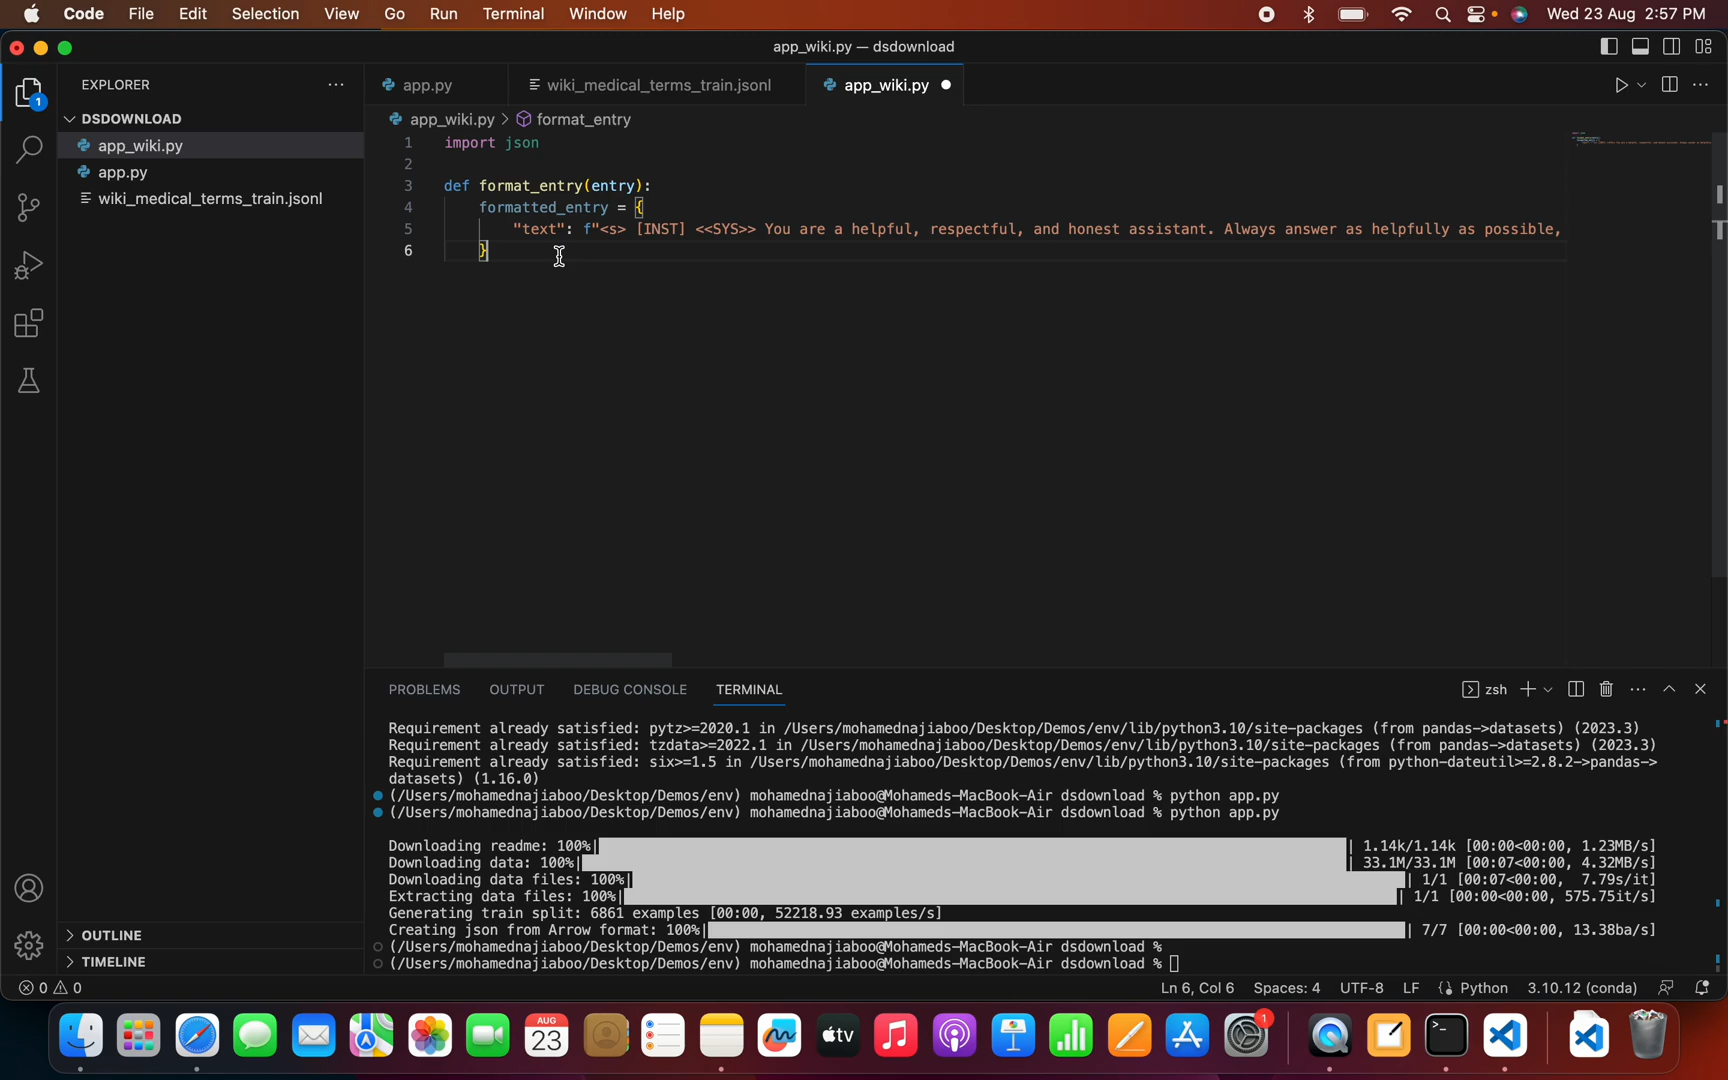 Code File Edit Selection View Go Run Terminal Window Help Wed 23 Aug 2:57 PM
app_wiki.py — dsdownload
EXPLORER
app.py
wiki_medical_terms_train.jsonl
app_wiki.py
1
DSDOWNLOAD
app_wiki.py
app.py
wiki_medical_terms_train.jsonl
app_wiki.py > format_entry
1 import json
2
3 def format_entry(entry):
4 formatted_entry = {
5 "text": f"<s> [INST] <<SYS>> You are a helpful, respectful, and honest assistant. Always answer as helpfully as possible,
6 }
PROBLEMS OUTPUT DEBUG CONSOLE TERMINAL
zsh
Requirement already satisfied: pytz>=2020.1 in /Users/mohamednajiaboo/Desktop/Demos/env/lib/python3.10/site-packages (from pandas->datasets) (2023.3)
Requirement already satisfied: tzdata>=2022.1 in /Users/mohamednajiaboo/Desktop/Demos/env/lib/python3.10/site-packages (from pandas->datasets) (2023.3)
Requirement already satisfied: six>=1.5 in /Users/mohamednajiaboo/Desktop/Demos/env/lib/python3.10/site-packages (from python-dateutil>=2.8.2->pandas->
datasets) (1.16.0)
(/Users/mohamednajiaboo/Desktop/Demos/env) mohamednajiaboo@Mohameds-MacBook-Air dsdownload % python app.py
(/Users/mohamednajiaboo/Desktop/Demos/env) mohamednajiaboo@Mohameds-MacBook-Air dsdownload % python app.py
Downloading readme: 100%| | 1.14k/1.14k [00:00<00:00, 1.23MB/s]
Downloading data: 100%| | 33.1M/33.1M [00:07<00:00, 4.32MB/s]
Downloading data files: 100%| | 1/1 [00:07<00:00, 7.79s/it]
Extracting data files: 100%| | 1/1 [00:00<00:00, 575.75it/s]
Generating train split: 6861 examples [00:00, 52218.93 examples/s]
Creating json from Arrow format: 100%| | 7/7 [00:00<00:00, 13.38ba/s]
(/Users/mohamednajiaboo/Desktop/Demos/env) mohamednajiaboo@Mohameds-MacBook-Air dsdownload %
(/Users/mohamednajiaboo/Desktop/Demos/env) mohamednajiaboo@Mohameds-MacBook-Air dsdownload %
OUTLINE
TIMELINE
0 0
Ln 6, Col 6 Spaces: 4 UTF-8 LF Python 3.10.12 (conda)
AUG
23
tv
1